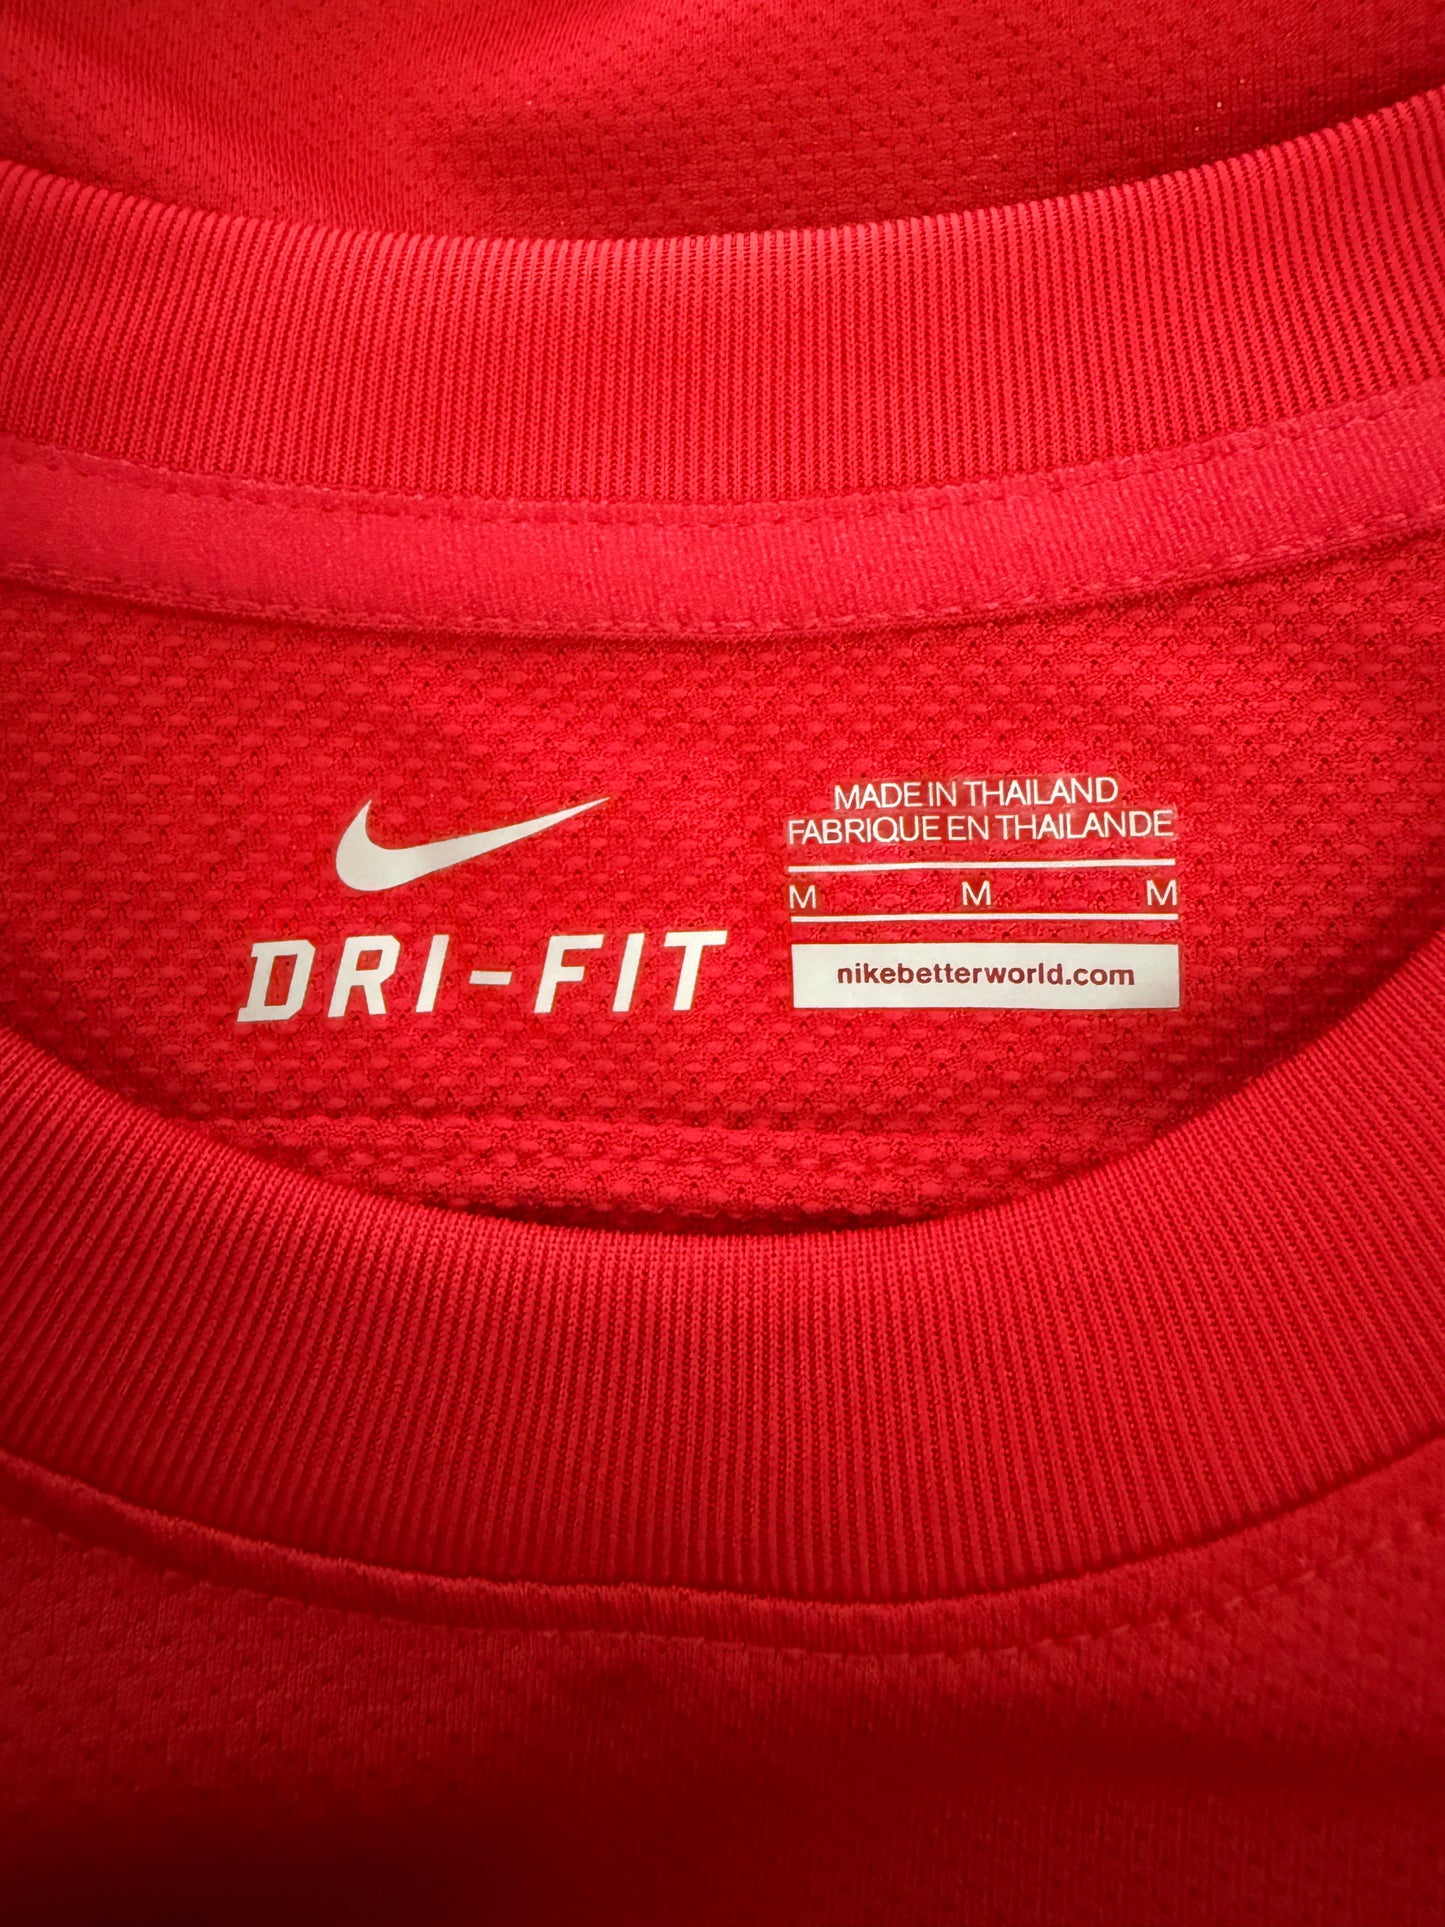 DRI-FIT
MADE IN THAILAND
FABRIQUE EN THAILANDE
M M M
nikebetterworld.com